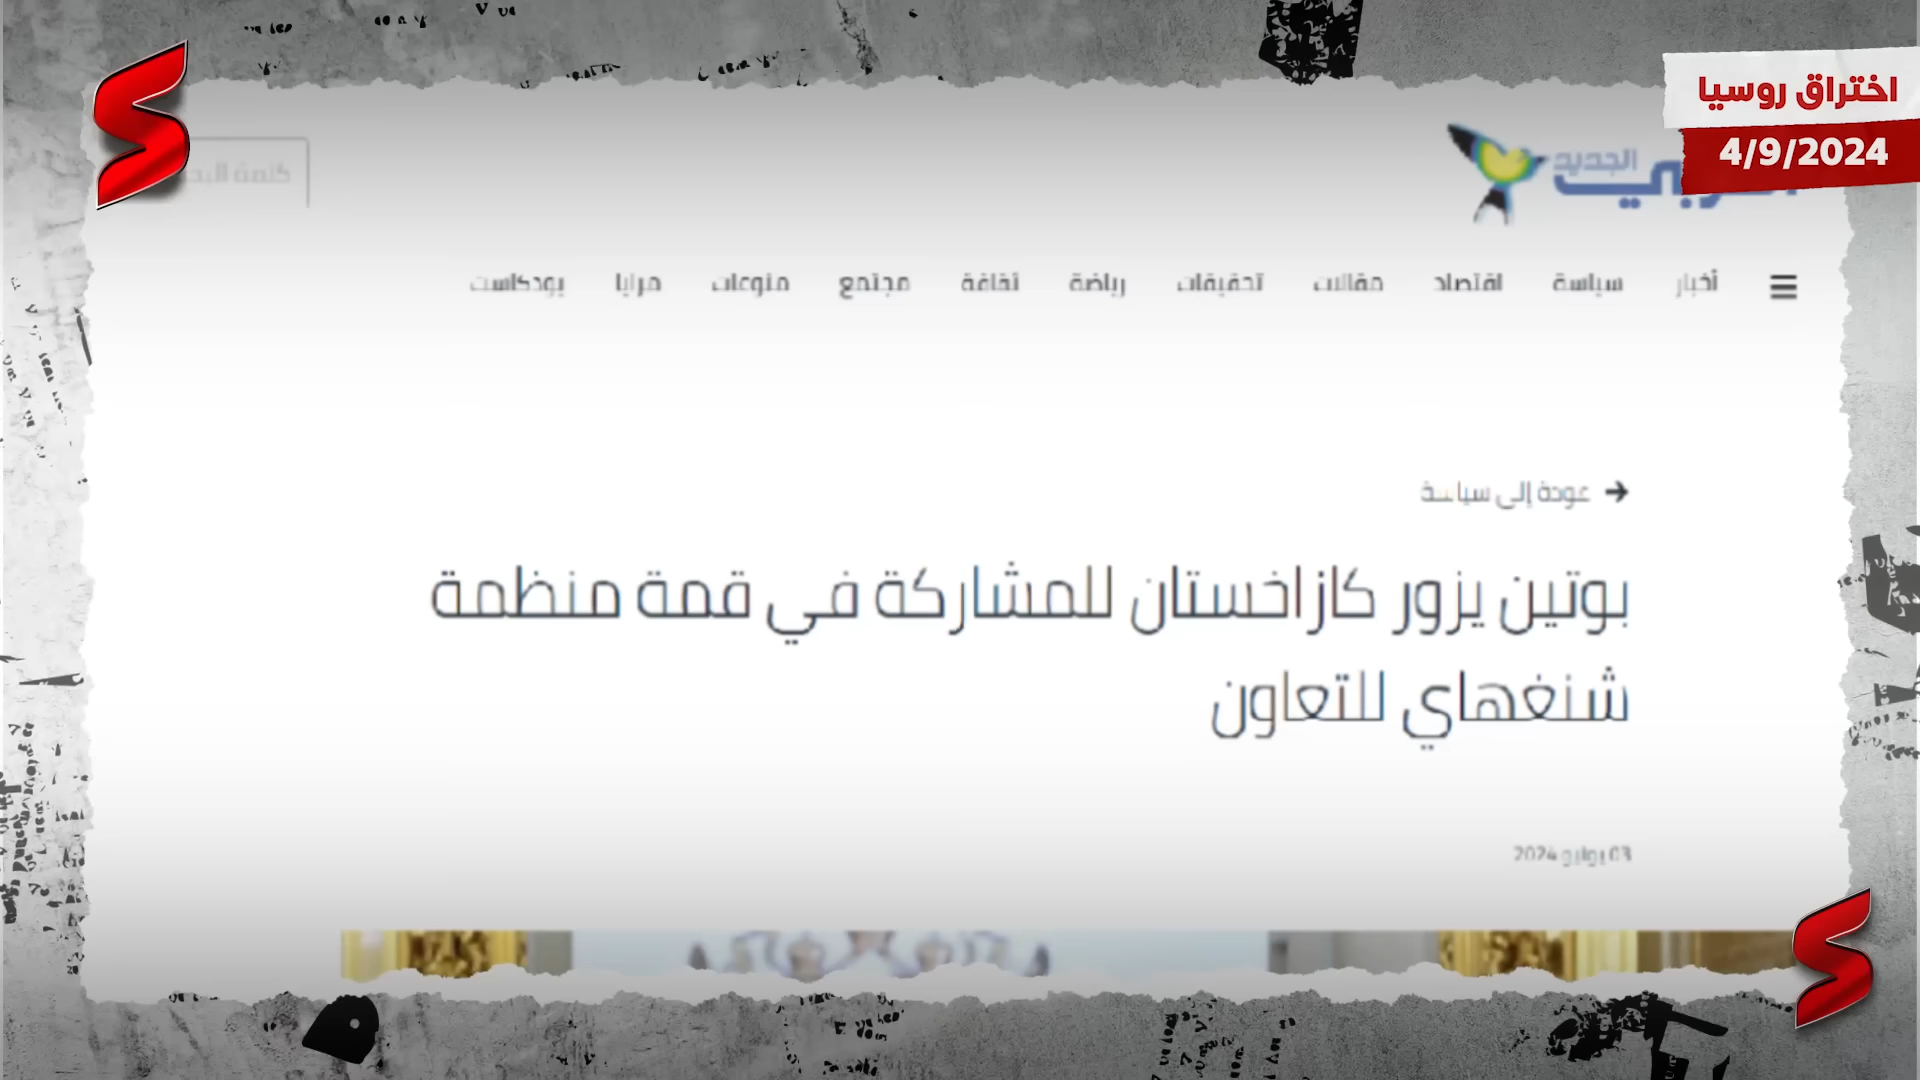 اختراق روسيا
4/9/2024
الجديد
كلمة
أخبار سياسة اقتصاد مقالات تحقيقات رياضة ثقافة مجتمع منوعات مرايا بودكاست
عودة إلى سياسة
بوتين يزور كازاخستان للمشاركة في قمة منظمة
شنغهاي للتعاون
03 يوليو 2024